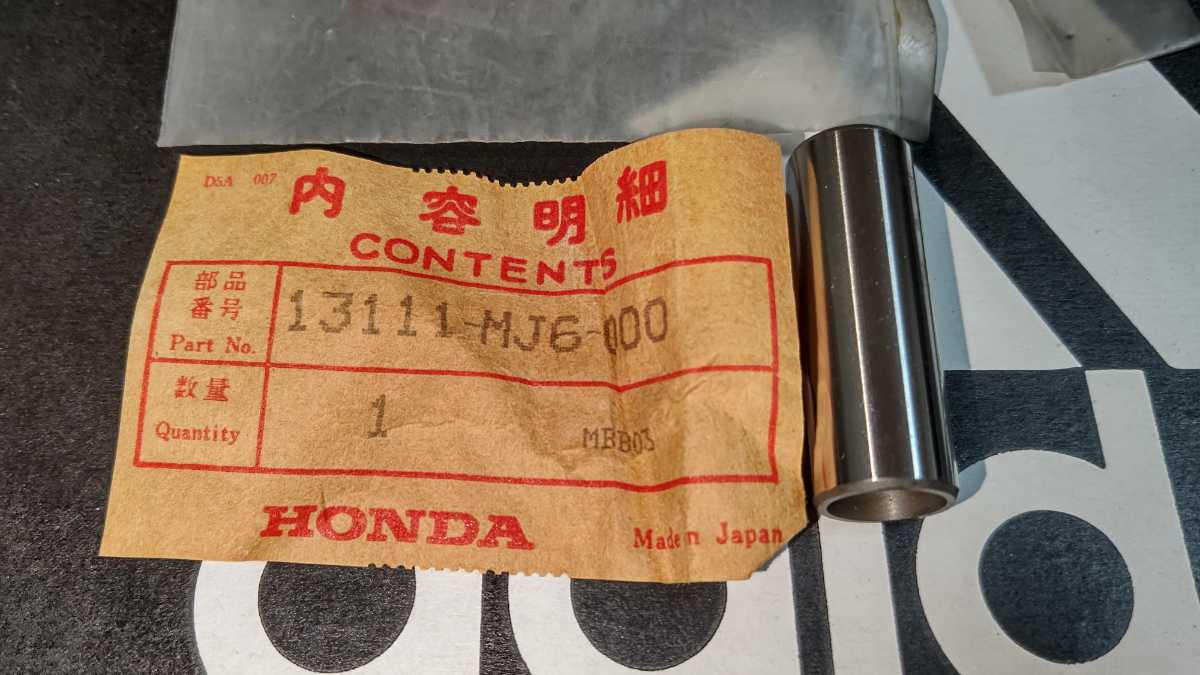 D&A 007
内容明細
CONTENTS
部品
番号
Part No.
13111-MJ6-000
数量
Quantity
1
MBB03
HONDA
Made in Japan